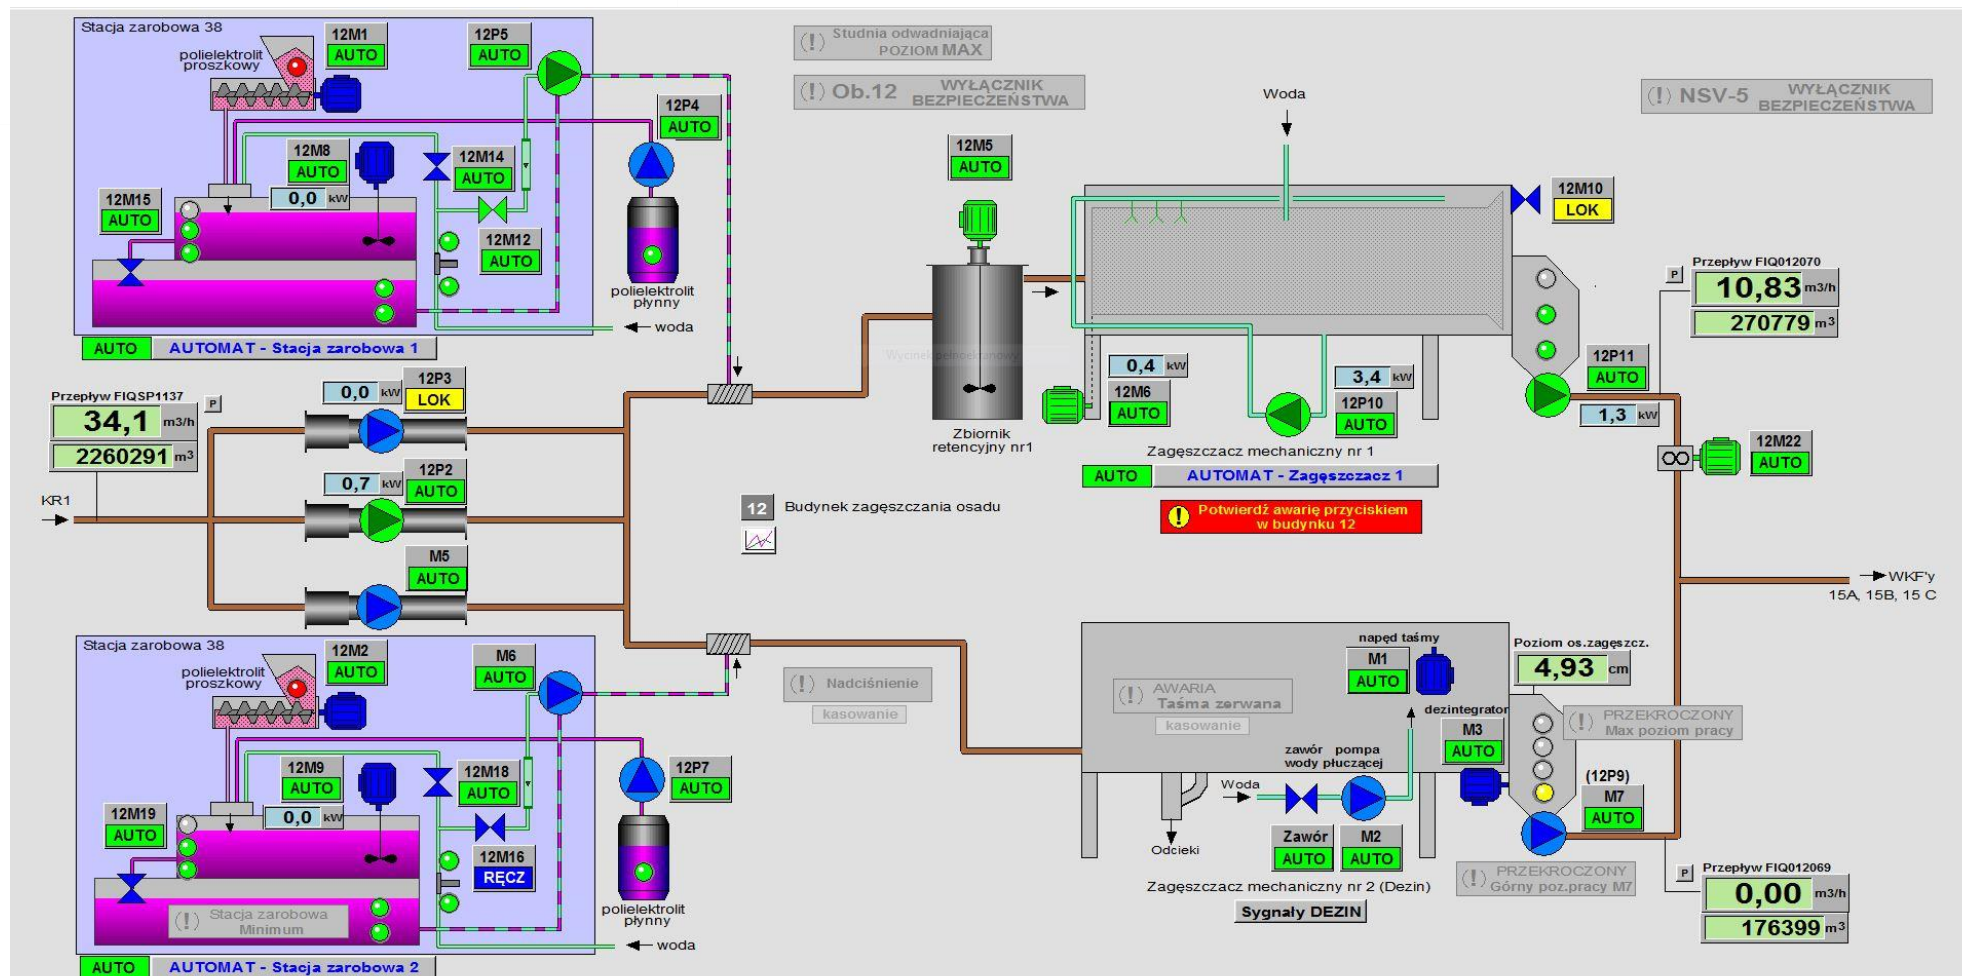 Stacja zarobowa 38
polielektrolit
proszkowy
12M1
AUTO
12P5
AUTO
12P4
AUTO
12M8
AUTO
0,0 kW
12M14
AUTO
12M15
AUTO
12M12
AUTO
polielektrolit
płynny
woda
AUTO
AUTOMAT - Stacja zarobowa 1
(!) Studnia odwadniająca
POZIOM MAX
(!) Ob.12 WYŁĄCZNIK
BEZPIECZEŃSTWA
(!) NSV-5 WYŁĄCZNIK
BEZPIECZEŃSTWA
Woda
12M5
AUTO
12M10
LOK
P
Przepływ FIQ012070
10,83 m3/h
270779 m3
12P11
AUTO
1,3 kW
0,4 kW
12M6
AUTO
3,4 kW
12P10
AUTO
Wycinek pełnoekranowy
Zbiornik
retencyjny nr1
Zagęszczacz mechaniczny nr 1
AUTO
AUTOMAT - Zagęszczacz 1
! Potwierdź awarię przyciskiem
w budynku 12
12M22
AUTO
Przepływ FIQSP1137
P
34,1 m3/h
2260291 m3
KR1
0,0 kW
12P3
LOK
0,7 kW
12P2
AUTO
M5
AUTO
12
Budynek zagęszczania osadu
WKF'y
15A, 15B, 15 C
Stacja zarobowa 38
polielektrolit
proszkowy
12M2
AUTO
M6
AUTO
12M9
AUTO
0,0 kW
12M18
AUTO
12P7
AUTO
12M19
AUTO
12M16
RĘCZ
(!) Stacja zarobowa
Minimum
polielektrolit
płynny
woda
AUTO
AUTOMAT - Stacja zarobowa 2
(!) Nadciśnienie
kasowanie
(!) AWARIA
Taśma zerwana
kasowanie
napęd taśmy
M1
AUTO
dezintegrator
M3
AUTO
Poziom os.zagęszcz.
4,93 cm
(!) PRZEKROCZONY
Max poziom pracy
zawór pompa
wody płuczącej
Woda
Zawór
AUTO
M2
AUTO
Odcieki
(12P9)
M7
AUTO
(!) PRZEKROCZONY
Górny poz.pracy M7
Zagęszczacz mechaniczny nr 2 (Dezin)
Sygnały DEZIN
P
Przepływ FIQ012069
0,00 m3/h
176399 m3